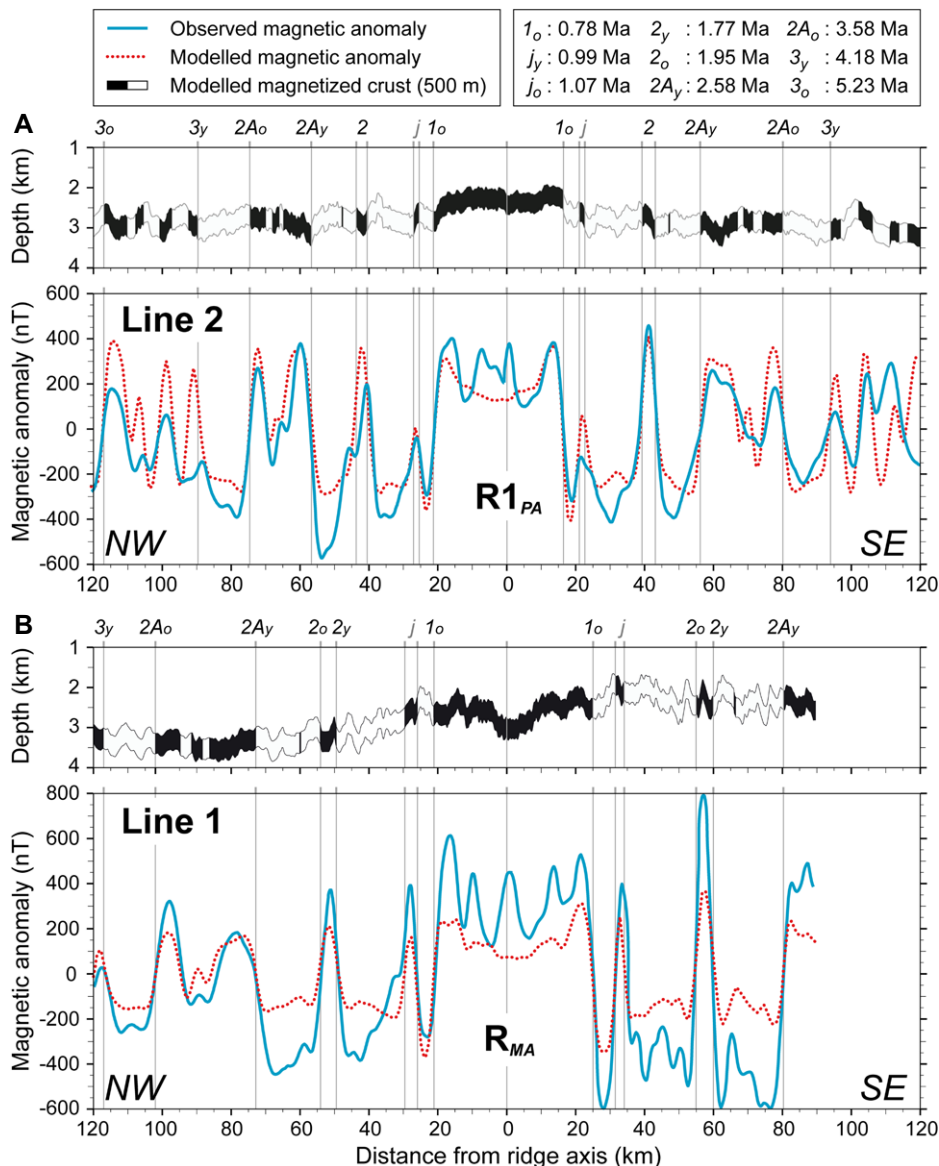 Observed magnetic anomaly
Modelled magnetic anomaly
Modelled magnetized crust (500 m)
1o : 0.78 Ma 2y : 1.77 Ma 2Ao : 3.58 Ma
jy : 0.99 Ma 2o : 1.95 Ma 3y : 4.18 Ma
jo : 1.07 Ma 2Ay : 2.58 Ma 3o : 5.23 Ma
A
3o 3y 2Ao 2Ay 2 j 1o 1o j 2 2Ay 2Ao 3y
Depth (km)
1
2
3
4
Magnetic anomaly (nT)
600
400
200
0
-200
-400
-600
Line 2
R1PA
NW
SE
120 100 80 60 40 20 0 20 40 60 80 100 120
B
3y 2Ao 2Ay 2o 2y j 1o 1o j 2o 2y 2Ay
Depth (km)
1
2
3
4
Magnetic anomaly (nT)
800
600
400
200
0
-200
-400
-600
Line 1
RMA
NW
SE
120 100 80 60 40 20 0 20 40 60 80 100 120
Distance from ridge axis (km)